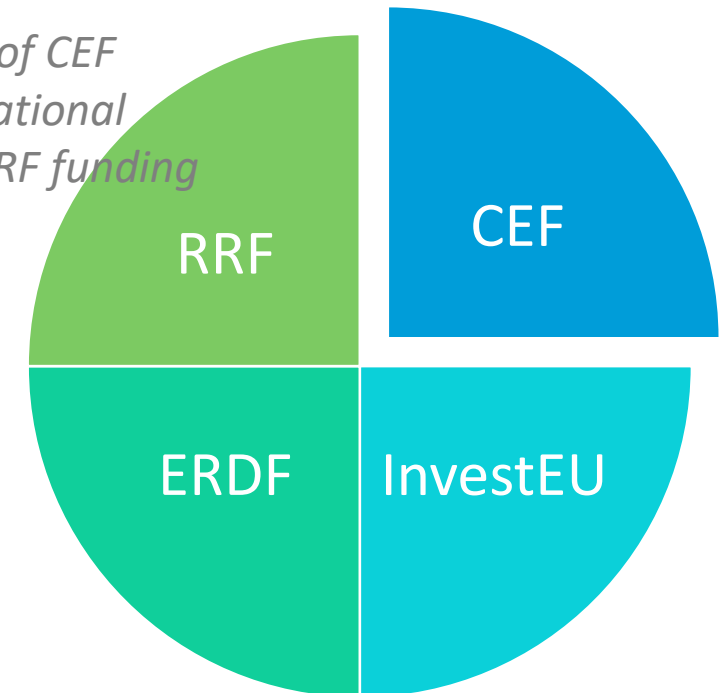 of CEF
ational
RF funding
CEF
RRF
ERDF
InvestEU